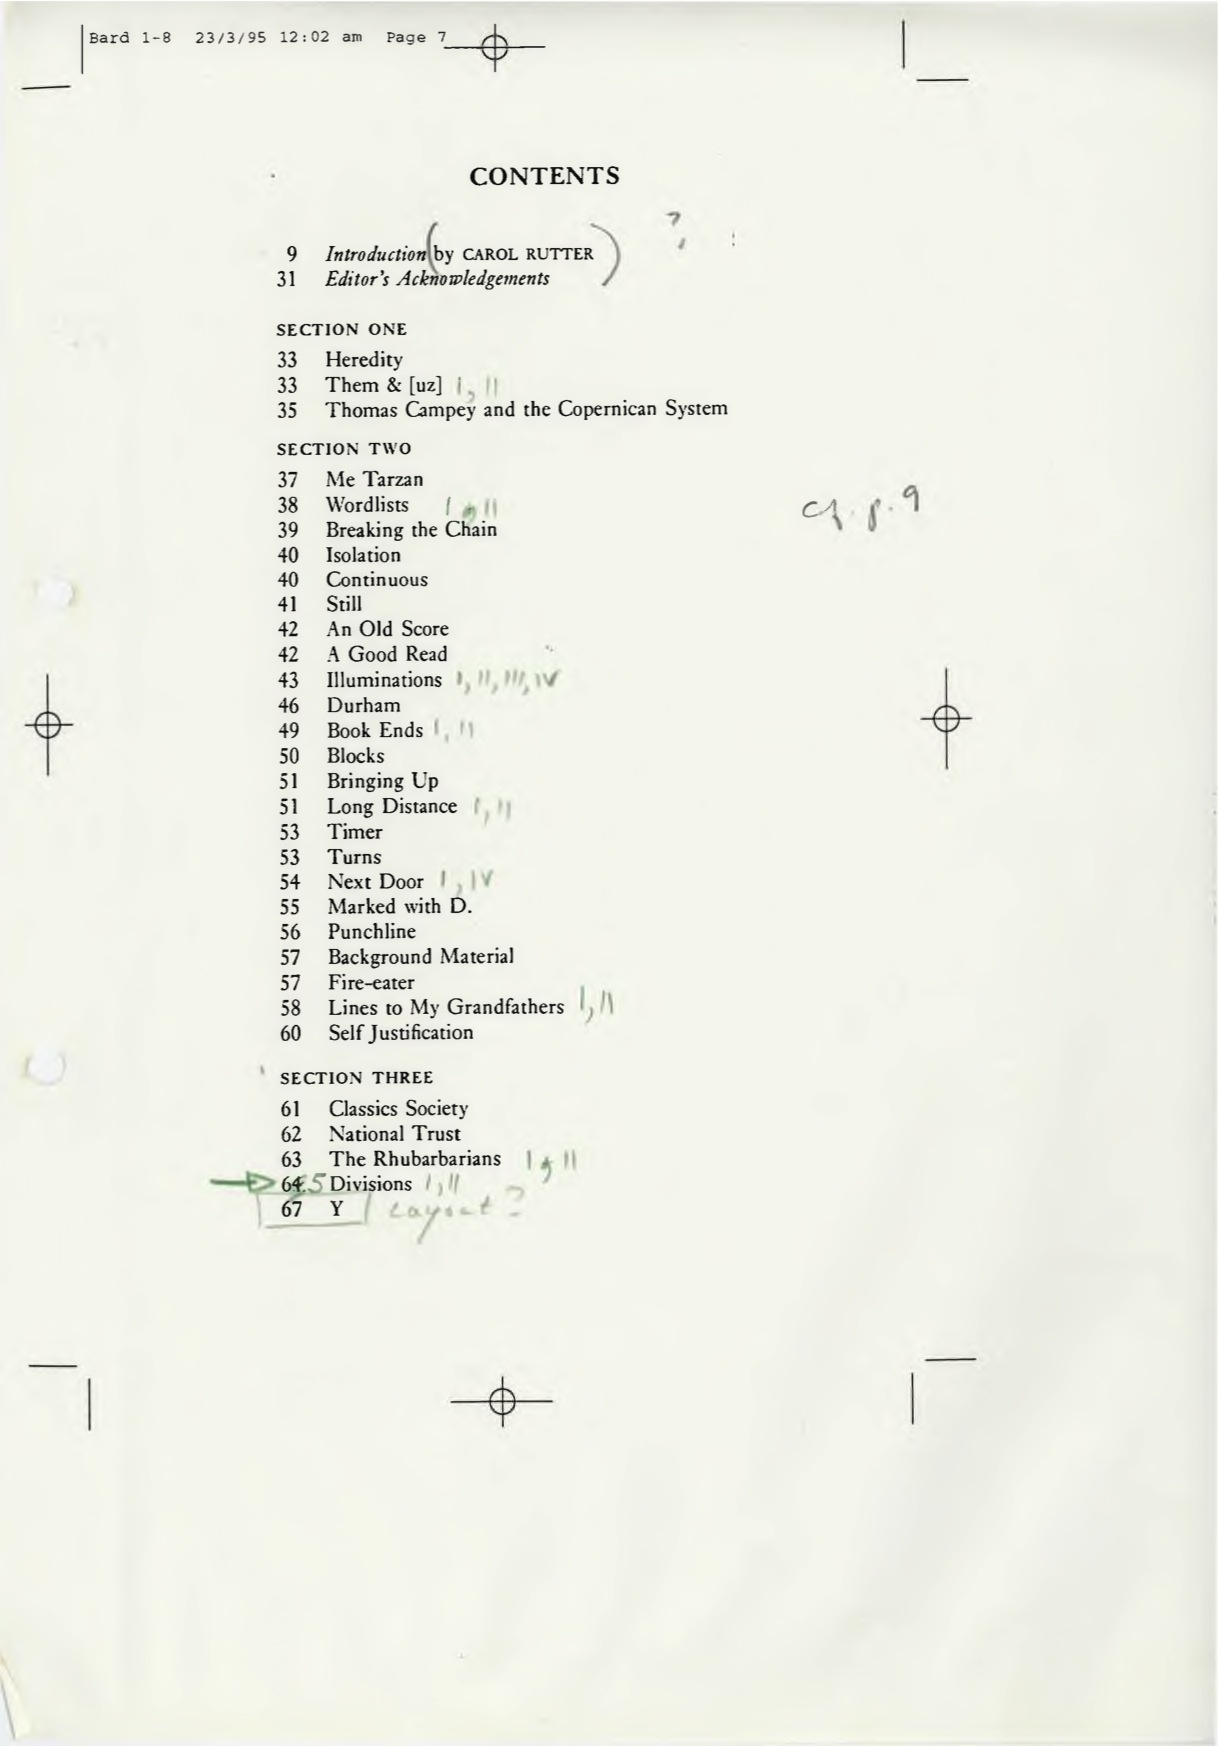 Bard 1-8 23/3/95 12:02 am Page 7
CONTENTS
?
9 Introduction (by CAROL RUTTER)
31 Editor's Acknowledgements
SECTION ONE
33 Heredity
33 Them & [uz] I, II
35 Thomas Campey and the Copernican System
SECTION TWO
37 Me Tarzan
38 Wordlists I & II
p. 9
39 Breaking the Chain
40 Isolation
40 Continuous
41 Still
42 An Old Score
42 A Good Read
43 Illuminations I, II, III, IV
46 Durham
49 Book Ends I, II
50 Blocks
51 Bringing Up
51 Long Distance I, II
53 Timer
53 Turns
54 Next Door I, IV
55 Marked with D.
56 Punchline
57 Background Material
57 Fire-eater
58 Lines to My Grandfathers I, II
60 Self Justification
SECTION THREE
61 Classics Society
62 National Trust
63 The Rhubarbarians I & II
64 65 Divisions I, II
67 Y Layout?